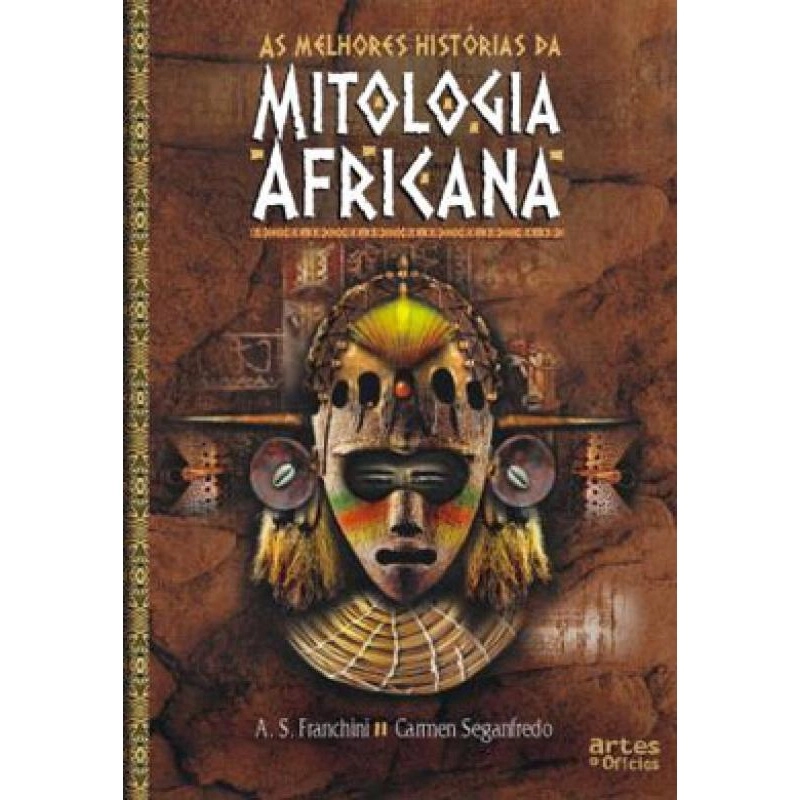 AS MELHORES HISTÓRIAS DA
MITOLOGIA
AFRICANA
A. S. Franchini Carmen Seganfredo
artes
e Ofícios